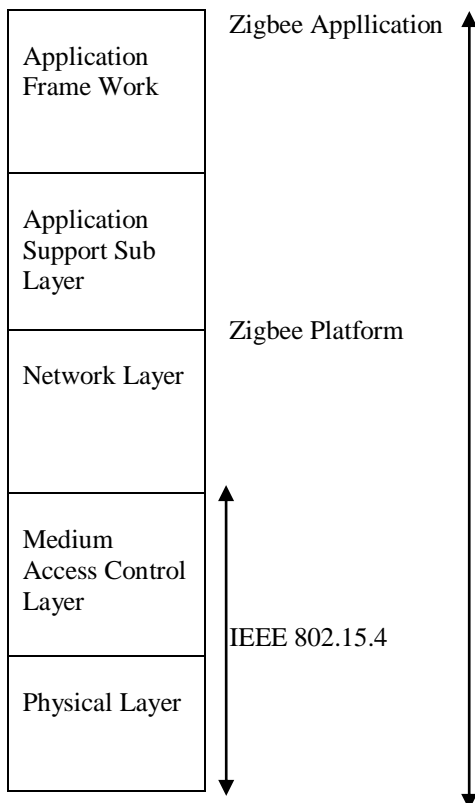 Zigbee Appllication
Application
Frame Work
Application
Support Sub
Layer
Zigbee Platform
Network Layer
Medium
Access Control
Layer
IEEE 802.15.4
Physical Layer